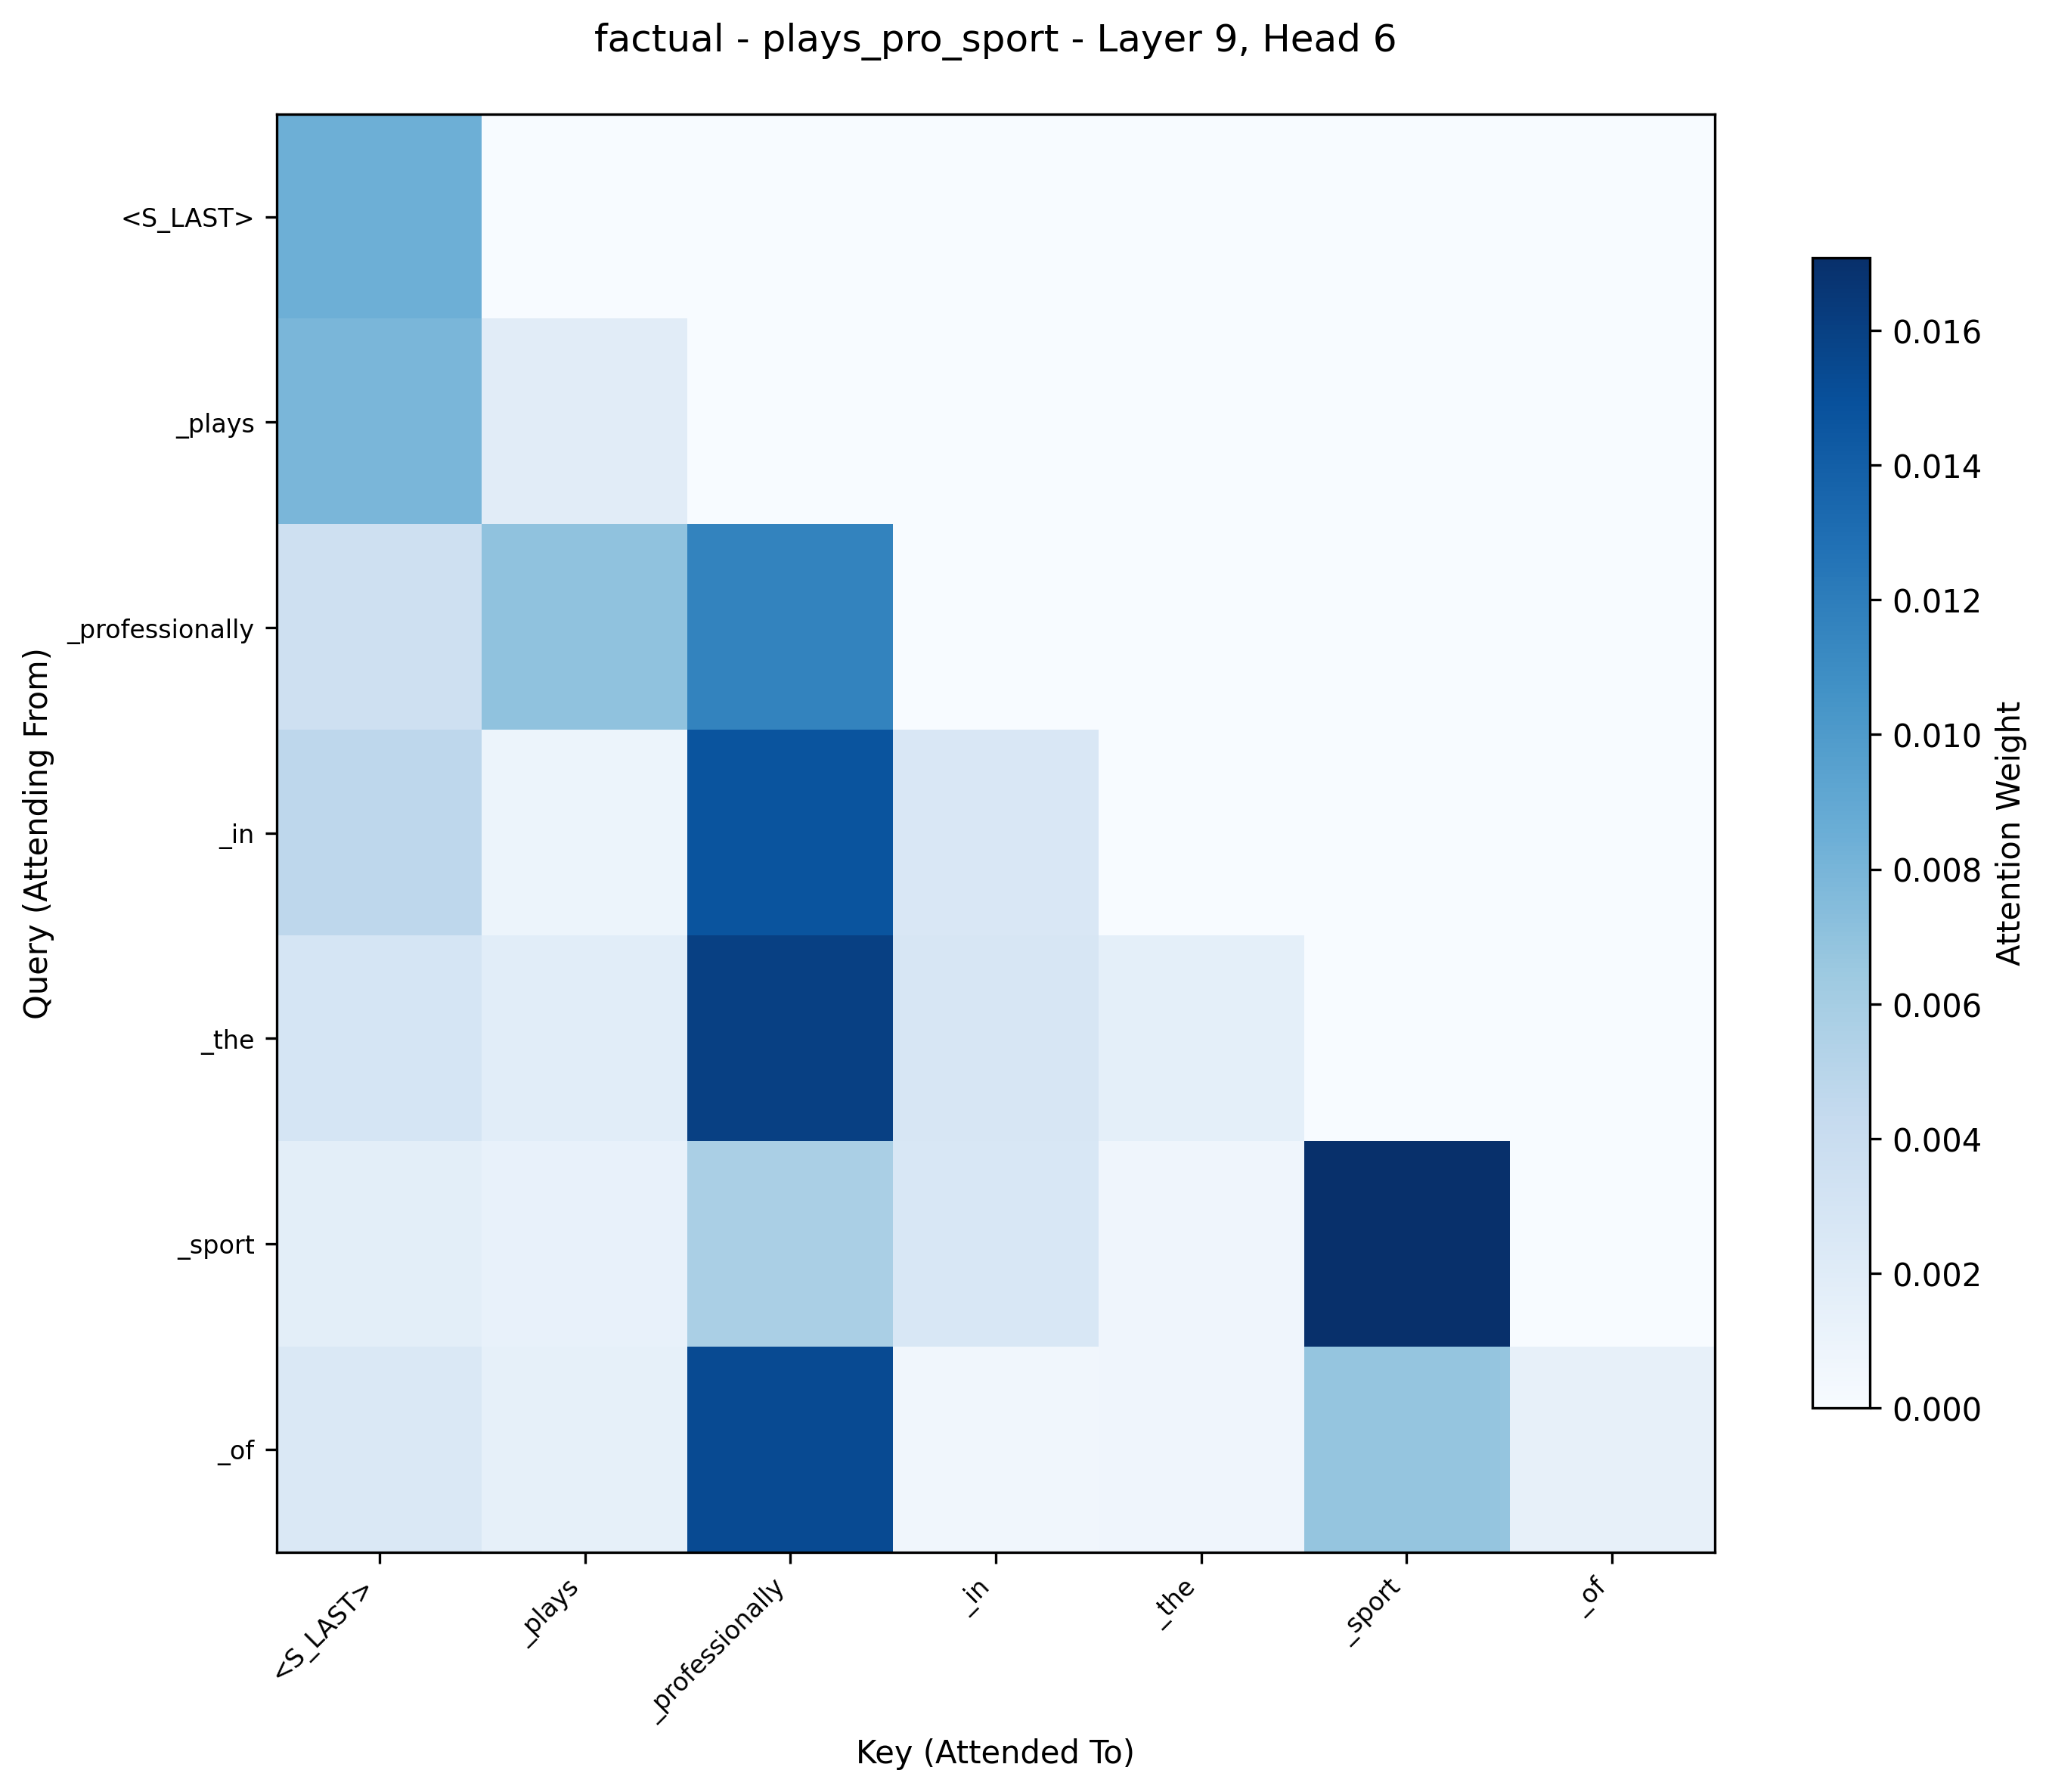 factual - plays_pro_sport - Layer 9, Head 6
Query (Attending From)
<S_LAST>
_plays
_professionally
_in
_the
_sport
_of
<S_LAST>
_plays
_professionally
_in
_the
_sport
_of
Key (Attended To)
0.016
0.014
0.012
0.010
0.008
0.006
0.004
0.002
0.000
Attention Weight